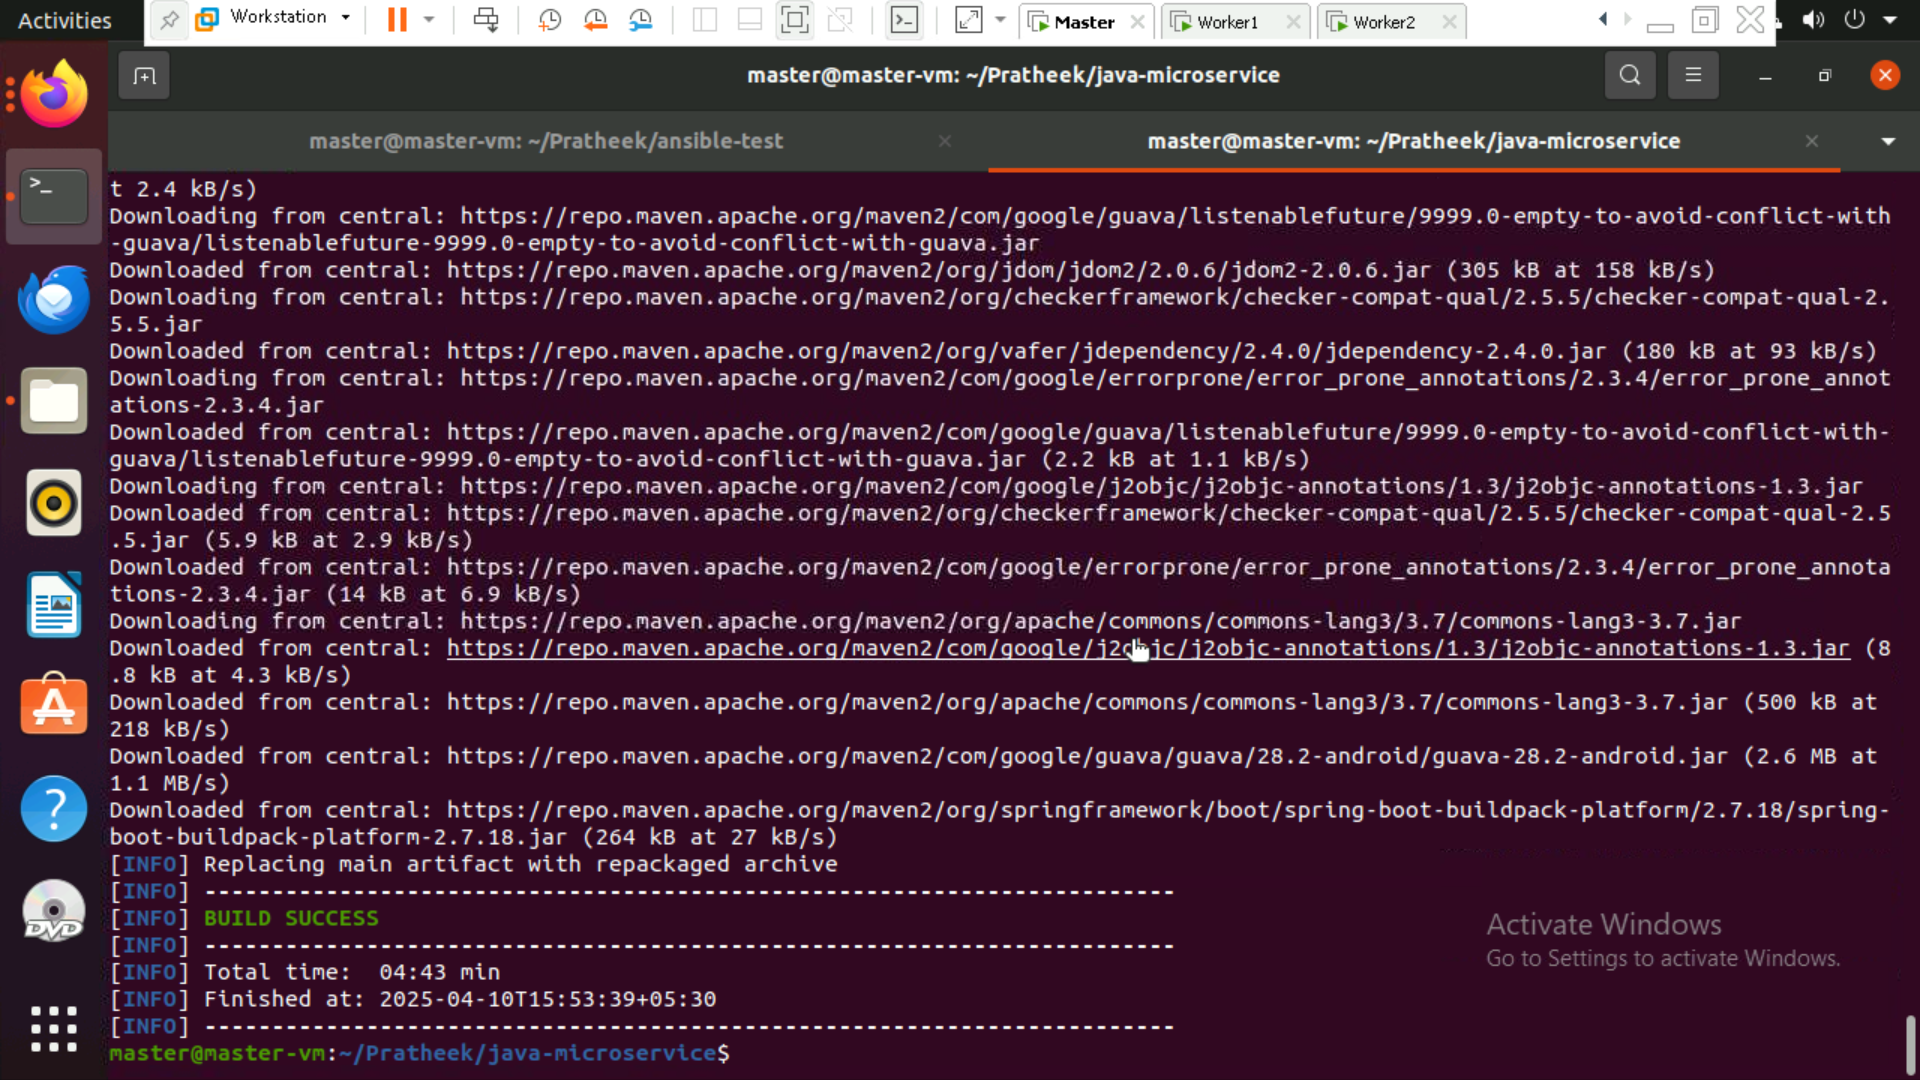 Activities
Workstation
Master
Worker1
Worker2
master@master-vm: ~/Pratheek/java-microservice
master@master-vm: ~/Pratheek/ansible-test
master@master-vm: ~/Pratheek/java-microservice
t 2.4 kB/s)
Downloading from central: https://repo.maven.apache.org/maven2/com/google/guava/listenablefuture/9999.0-empty-to-avoid-conflict-with
-guava/listenablefuture-9999.0-empty-to-avoid-conflict-with-guava.jar
Downloaded from central: https://repo.maven.apache.org/maven2/org/jdom/jdom2/2.0.6/jdom2-2.0.6.jar (305 kB at 158 kB/s)
Downloading from central: https://repo.maven.apache.org/maven2/org/checkerframework/checker-compat-qual/2.5.5/checker-compat-qual-2.
5.5.jar
Downloaded from central: https://repo.maven.apache.org/maven2/org/vafer/jdependency/2.4.0/jdependency-2.4.0.jar (180 kB at 93 kB/s)
Downloading from central: https://repo.maven.apache.org/maven2/com/google/errorprone/error_prone_annotations/2.3.4/error_prone_annot
ations-2.3.4.jar
Downloaded from central: https://repo.maven.apache.org/maven2/com/google/guava/listenablefuture/9999.0-empty-to-avoid-conflict-with-
guava/listenablefuture-9999.0-empty-to-avoid-conflict-with-guava.jar (2.2 kB at 1.1 kB/s)
Downloading from central: https://repo.maven.apache.org/maven2/com/google/j2objc/j2objc-annotations/1.3/j2objc-annotations-1.3.jar
Downloaded from central: https://repo.maven.apache.org/maven2/org/checkerframework/checker-compat-qual/2.5.5/checker-compat-qual-2.5
.5.jar (5.9 kB at 2.9 kB/s)
Downloaded from central: https://repo.maven.apache.org/maven2/com/google/errorprone/error_prone_annotations/2.3.4/error_prone_annota
tions-2.3.4.jar (14 kB at 6.9 kB/s)
Downloading from central: https://repo.maven.apache.org/maven2/org/apache/commons/commons-lang3/3.7/commons-lang3-3.7.jar
Downloaded from central: https://repo.maven.apache.org/maven2/com/google/j2objc/j2objc-annotations/1.3/j2objc-annotations-1.3.jar (8
.8 kB at 4.3 kB/s)
Downloaded from central: https://repo.maven.apache.org/maven2/org/apache/commons/commons-lang3/3.7/commons-lang3-3.7.jar (500 kB at
218 kB/s)
Downloaded from central: https://repo.maven.apache.org/maven2/com/google/guava/guava/28.2-android/guava-28.2-android.jar (2.6 MB at
1.1 MB/s)
Downloaded from central: https://repo.maven.apache.org/maven2/org/springframework/boot/spring-boot-buildpack-platform/2.7.18/spring-
boot-buildpack-platform-2.7.18.jar (264 kB at 27 kB/s)
[INFO] Replacing main artifact with repackaged archive
[INFO] ------------------------------------------------------------------------
[INFO] BUILD SUCCESS
[INFO] ------------------------------------------------------------------------
[INFO] Total time:  04:43 min
[INFO] Finished at: 2025-04-10T15:53:39+05:30
[INFO] ------------------------------------------------------------------------
master@master-vm:~/Pratheek/java-microservice$
Activate Windows
Go to Settings to activate Windows.